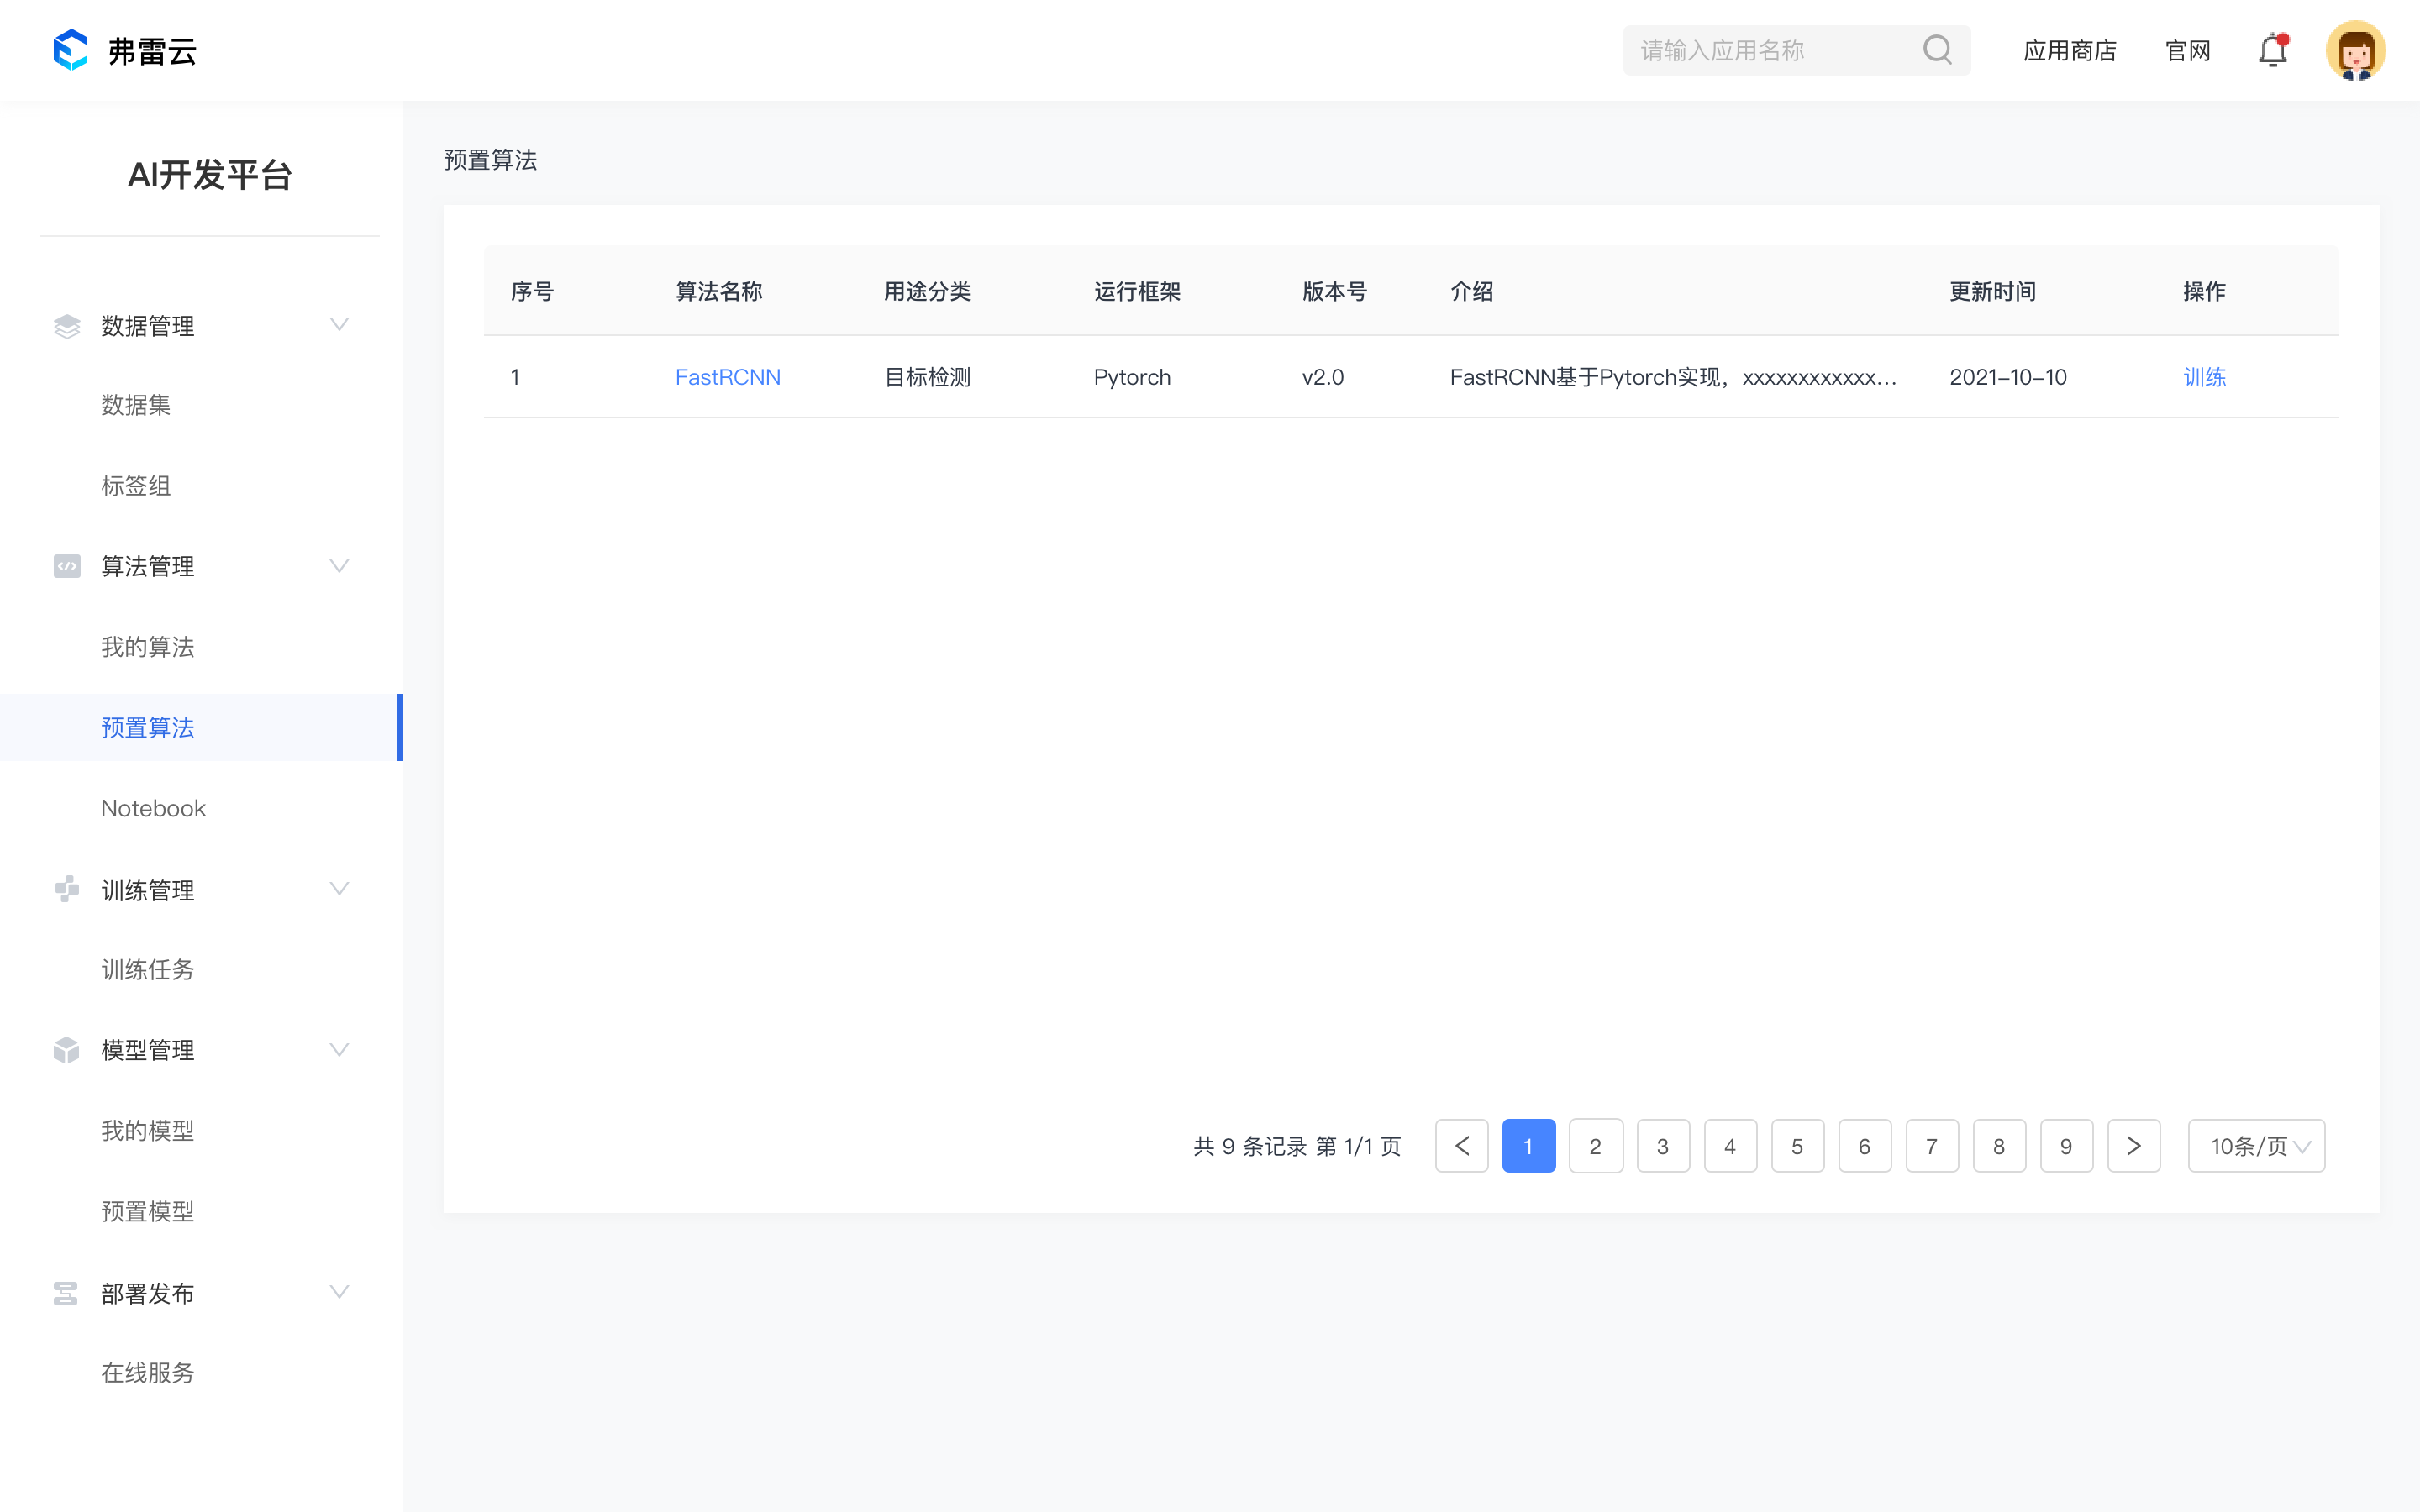 弗雷云
请输入应用名称
应用商店
官网
AI开发平台
数据管理
数据集
标签组
算法管理
我的算法
预置算法
Notebook
训练管理
训练任务
模型管理
我的模型
预置模型
部署发布
在线服务
预置算法
序号 算法名称 用途分类 运行框架 版本号 介绍 更新时间 操作
1 FastRCNN 目标检测 Pytorch v2.0 FastRCNN基于Pytorch实现，xxxxxxxxxxxx... 2021-10-10 训练
共 9 条记录 第 1/1 页 < 1 2 3 4 5 6 7 8 9 > 10条/页